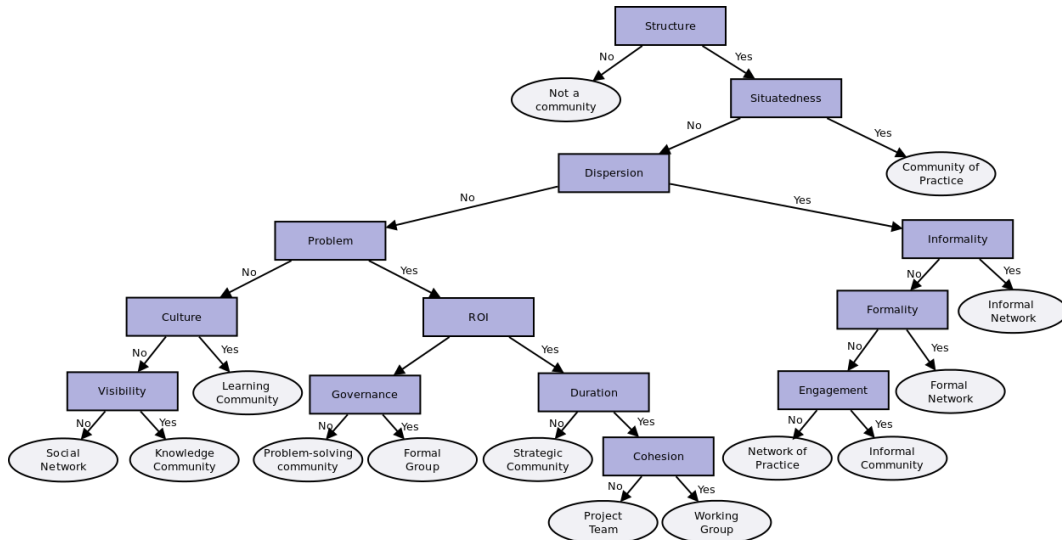 Structure
No
Yes
Not a
community
Situatedness
No
Yes
Dispersion
Community of
Practice
No
Yes
Problem
Informality
No
Yes
No
Yes
Culture
ROI
Formality
Informal
Network
No
Yes
Yes
No
Yes
Visibility
Learning
Community
Governance
Duration
Engagement
Formal
Network
No
Yes
No
Yes
No
Yes
No
Yes
Social
Network
Knowledge
Community
Problem-solving
community
Formal
Group
Strategic
Community
Cohesion
Network of
Practice
Informal
Community
No
Yes
Project
Team
Working
Group